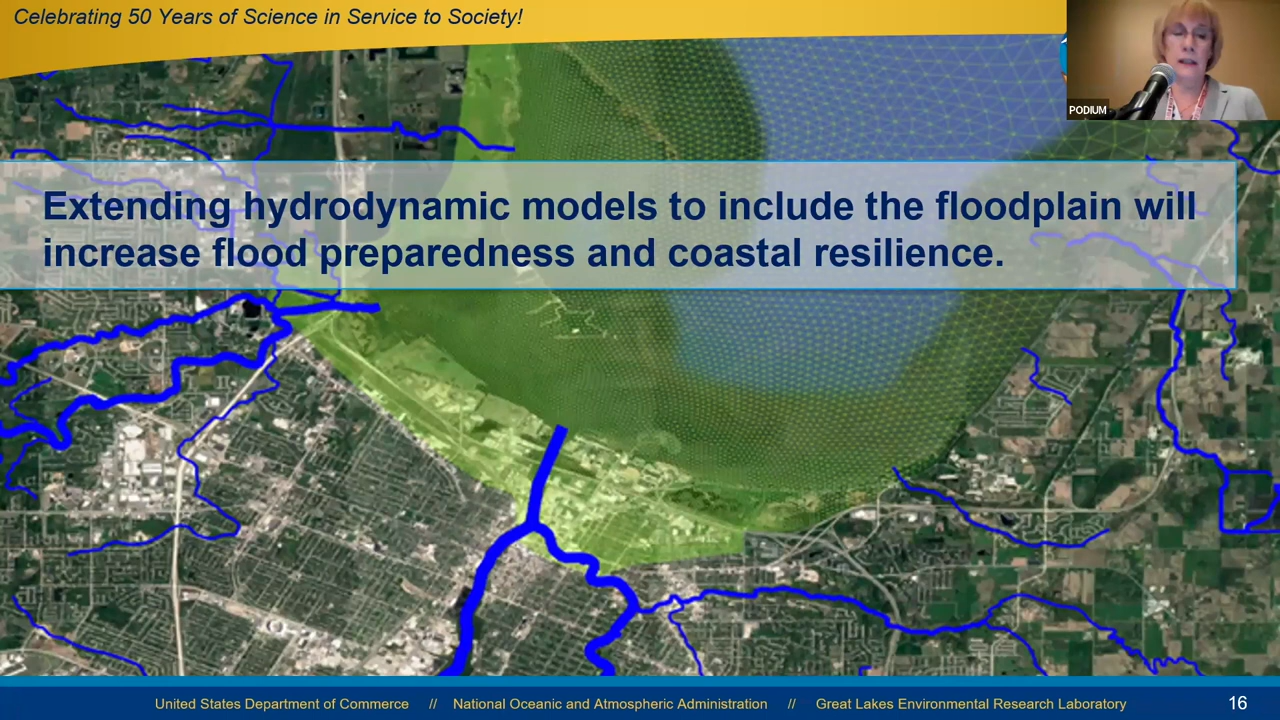 Celebrating 50 Years of Science in Service to Society!
PODIUM
Extending hydrodynamic models to include the floodplain will
increase flood preparedness and coastal resilience.
United States Department of Commerce // National Oceanic and Atmospheric Administration // Great Lakes Environmental Research Laboratory 16